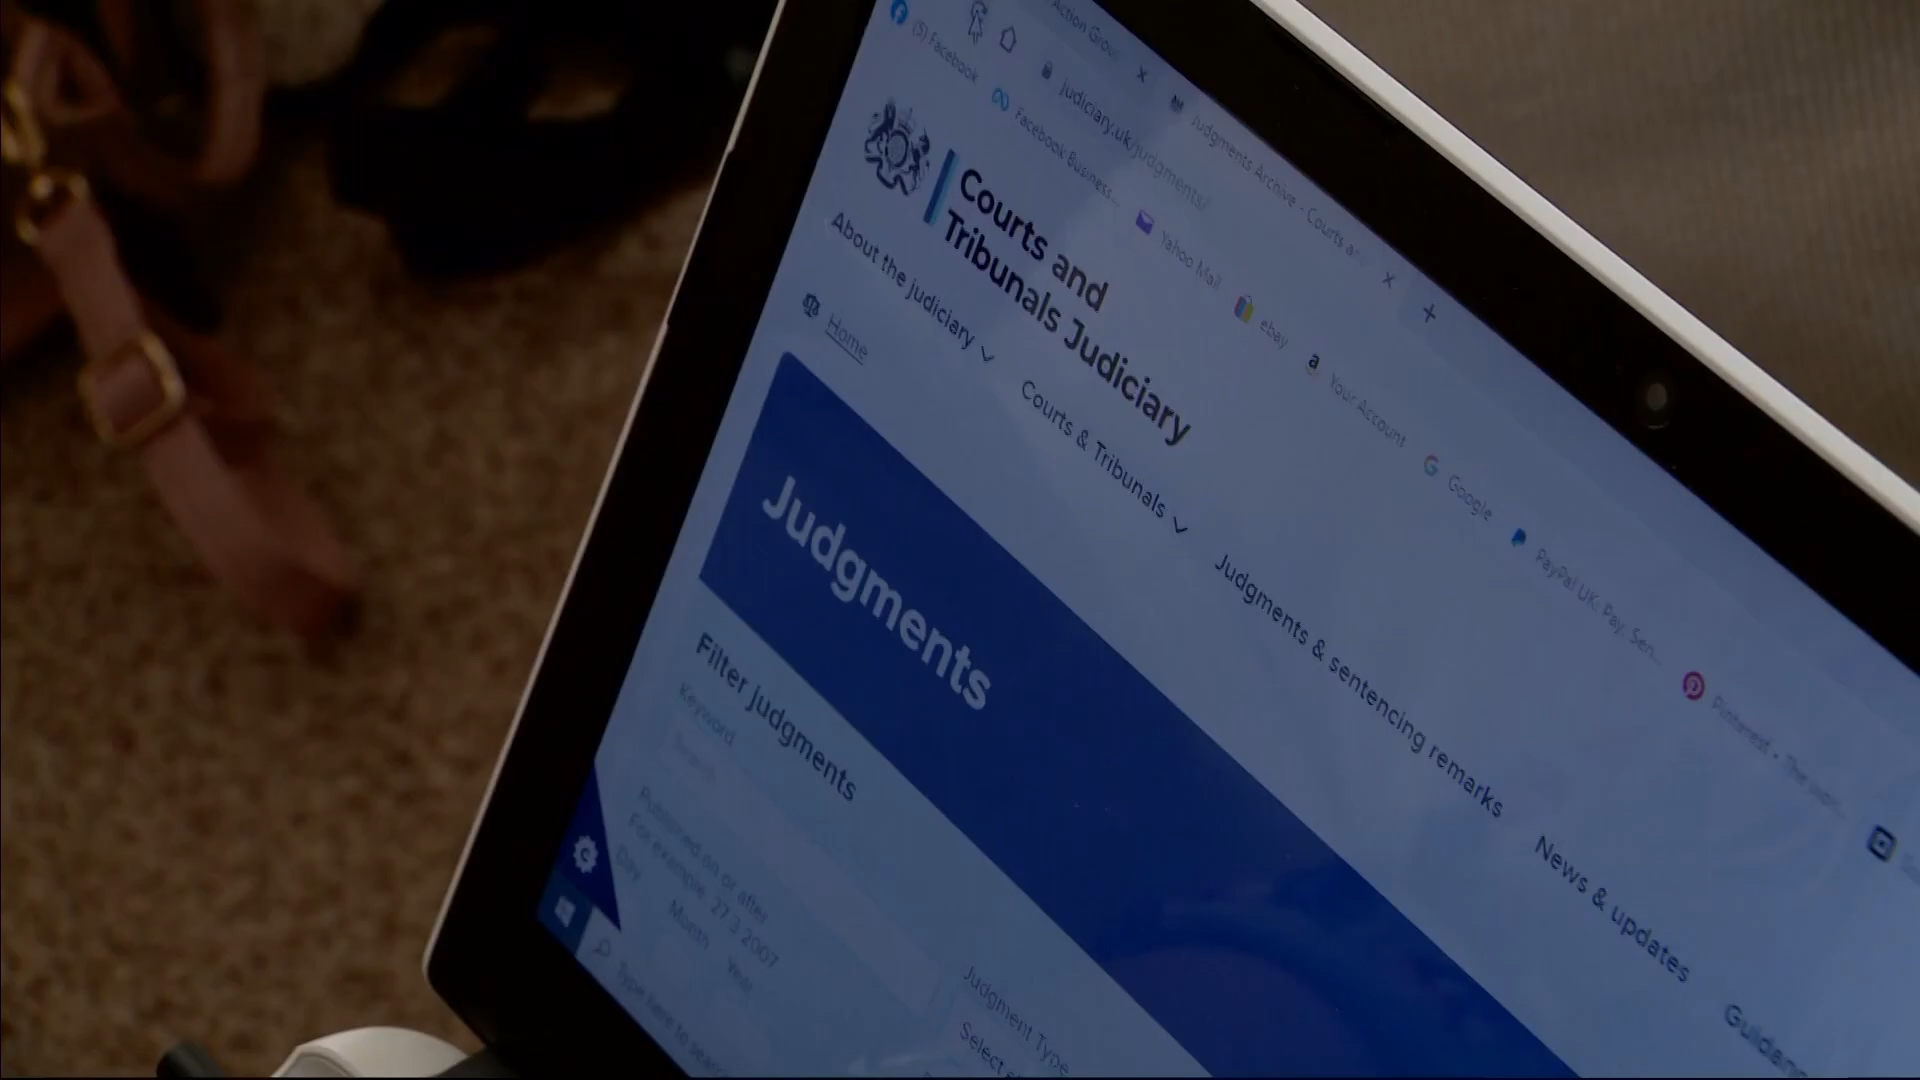 Action Grou
Judgments Archive - Courts an
judiciary.uk/judgments/
(5) Facebook
Facebook Business...
Yahoo Mail
ebay
Your Account
Google
PayPal UK: Pay, Sen...
Courts and
Tribunals Judiciary
About the judiciary
Courts & Tribunals
Judgments & sentencing remarks
News & updates
Home
Judgments
Filter judgments
Keyword
Search
Published on or after
For example, 27 3 2007
Day
Month
Year
Judgment Type
Type here to search